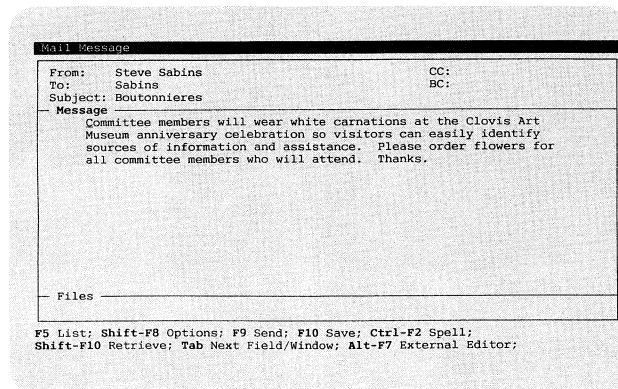 Mail Message
From: Steve Sabins CC:
To: Sabins BC:
Subject: Boutonnieres
Message
Committee members will wear white carnations at the Clovis Art
Museum anniversary celebration so visitors can easily identify
sources of information and assistance. Please order flowers for
all committee members who will attend. Thanks.
Files
F5 List; Shift-F8 Options; F9 Send; F10 Save; Ctrl-F2 Spell;
Shift-F10 Retrieve; Tab Next Field/Window; Alt-F7 External Editor;